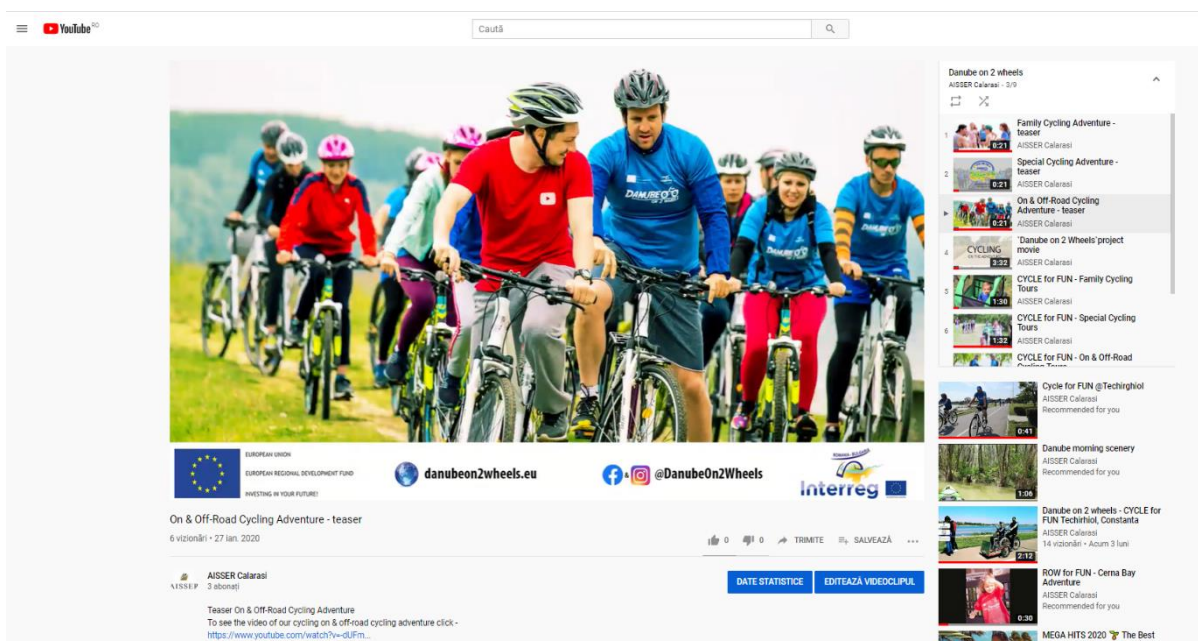 YouTube RO
Caută
DANUBE
ON 2 WHEELS
EUROPEAN UNION
EUROPEAN REGIONAL DEVELOPMENT FUND
INVESTING IN YOUR FUTURE!
danubeon2wheels.eu
& @DanubeOn2Wheels
ROMANIA - BULGARIA
Interreg
On & Off-Road Cycling Adventure - teaser
6 vizionări • 27 ian. 2020
0 0 TRIMITE SALVEAZĂ ...
AISSER
AISSER Calarasi
3 abonați
DATE STATISTICE EDITEAZĂ VIDEOCLIPUL
Teaser On & Off-Road Cycling Adventure
To see the video of our cycling on & off-road cycling adventure click -
https://www.youtube.com/watch?v=-dUFm...
Danube on 2 wheels
AISSER Calarasi - 3/9
1
0:21
Family Cycling Adventure -
teaser
AISSER Calarasi
2
0:21
Special Cycling Adventure -
teaser
AISSER Calarasi
0:21
On & Off-Road Cycling
Adventure - teaser
AISSER Calarasi
4
CYCLING
3:32
`Danube on 2 Wheels`project
movie
AISSER Calarasi
5
1:30
CYCLE for FUN - Family Cycling
Tours
AISSER Calarasi
6
1:32
CYCLE for FUN - Special Cycling
Tours
AISSER Calarasi
CYCLE for FUN - On & Off-Road
Cycling Tours
0:41
Cycle for FUN @Techirghiol
AISSER Calarasi
Recommended for you
1:06
Danube morning scenery
AISSER Calarasi
Recommended for you
2:12
Danube on 2 wheels - CYCLE for
FUN Techirhiol, Constanta
AISSER Calarasi
14 vizionări • Acum 3 luni
0:30
ROW for FUN - Cerna Bay
Adventure
AISSER Calarasi
Recommended for you
MEGA HITS 2020 🌴 The Best